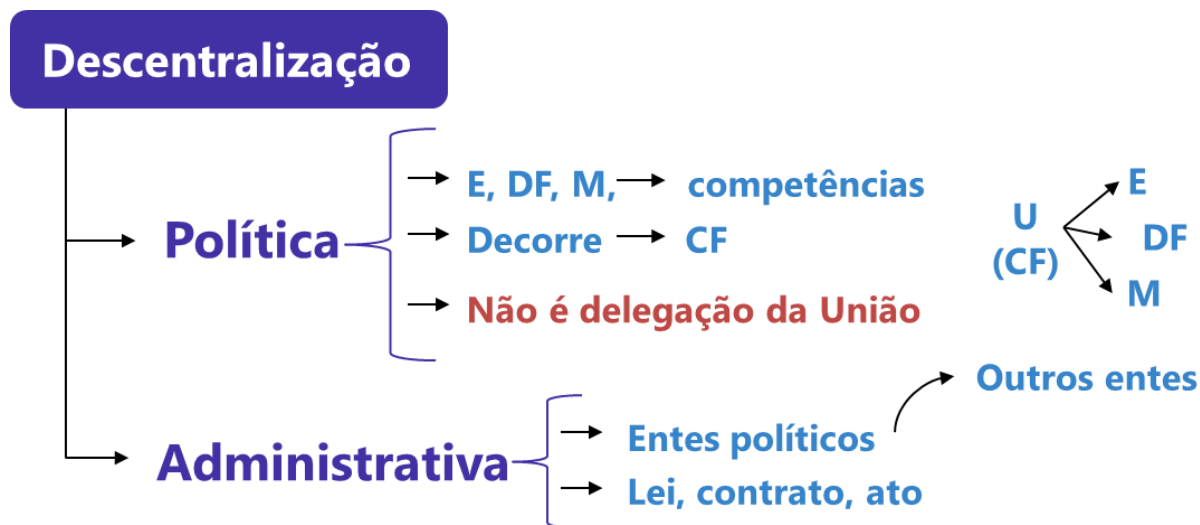 Descentralização
Política
E, DF, M, competências
Decorre CF
Não é delegação da União
U
(CF)
E
DF
M
Administrativa
Entes políticos
Outros entes
Lei, contrato, ato